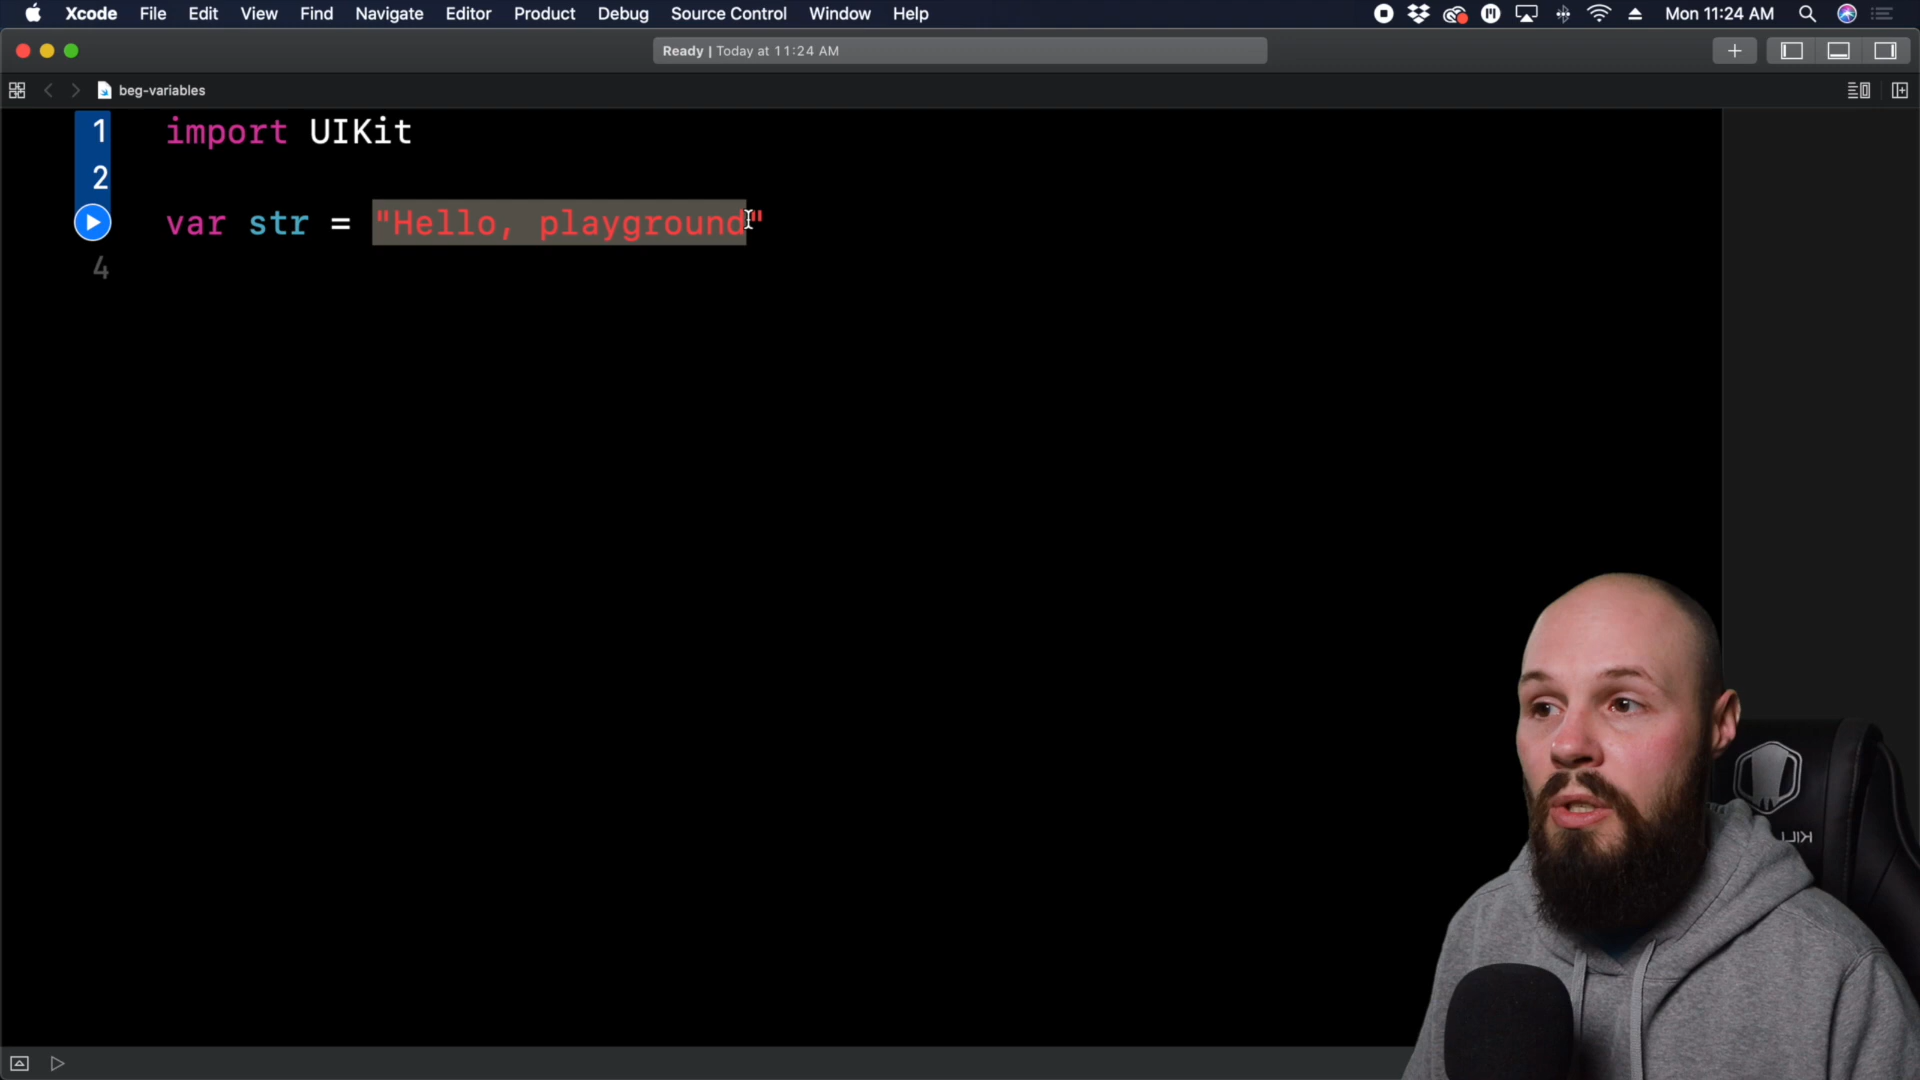 Xcode File Edit View Find Navigate Editor Product Debug Source Control Window Help Mon 11:24 AM
Ready | Today at 11:24 AM
beg-variables
1 import UIKit
2
var str = "Hello, playground"
4
KILL